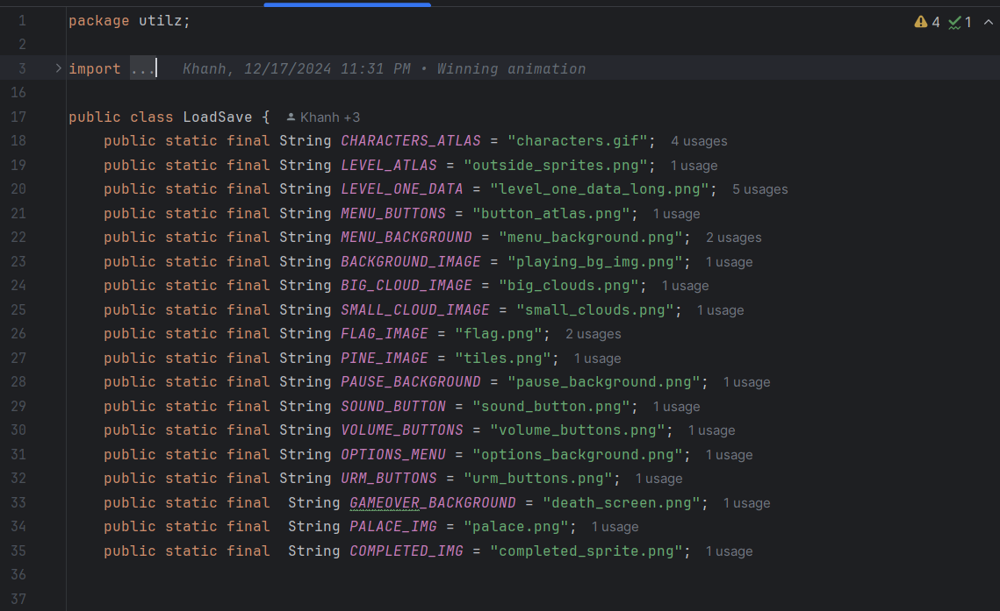 1 package utilz; 4 1
2
3 import ... Khanh, 12/17/2024 11:31 PM • Winning animation
16
17 public class LoadSave { Khanh +3
18 public static final String CHARACTERS_ATLAS = "characters.gif"; 4 usages
19 public static final String LEVEL_ATLAS = "outside_sprites.png"; 1 usage
20 public static final String LEVEL_ONE_DATA = "level_one_data_long.png"; 5 usages
21 public static final String MENU_BUTTONS = "button_atlas.png"; 1 usage
22 public static final String MENU_BACKGROUND = "menu_background.png"; 2 usages
23 public static final String BACKGROUND_IMAGE = "playing_bg_img.png"; 1 usage
24 public static final String BIG_CLOUD_IMAGE = "big_clouds.png"; 1 usage
25 public static final String SMALL_CLOUD_IMAGE = "small_clouds.png"; 1 usage
26 public static final String FLAG_IMAGE = "flag.png"; 2 usages
27 public static final String PINE_IMAGE = "tiles.png"; 1 usage
28 public static final String PAUSE_BACKGROUND = "pause_background.png"; 1 usage
29 public static final String SOUND_BUTTON = "sound_button.png"; 1 usage
30 public static final String VOLUME_BUTTONS = "volume_buttons.png"; 1 usage
31 public static final String OPTIONS_MENU = "options_background.png"; 1 usage
32 public static final String URM_BUTTONS = "urm_buttons.png"; 1 usage
33 public static final  String GAMEOVER_BACKGROUND = "death_screen.png"; 1 usage
34 public static final  String PALACE_IMG = "palace.png"; 1 usage
35 public static final  String COMPLETED_IMG = "completed_sprite.png"; 1 usage
36
37